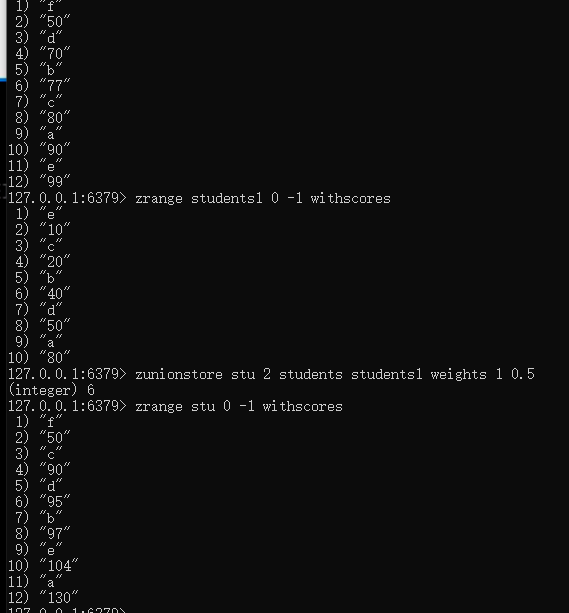 1) "f"
2) "50"
3) "d"
4) "70"
5) "b"
6) "77"
7) "c"
8) "80"
9) "a"
10) "90"
11) "e"
12) "99"
127.0.0.1:6379> zrange students1 0 -1 withscores
1) "e"
2) "10"
3) "c"
4) "20"
5) "b"
6) "40"
7) "d"
8) "50"
9) "a"
10) "80"
127.0.0.1:6379> zunionstore stu 2 students students1 weights 1 0.5
(integer) 6
127.0.0.1:6379> zrange stu 0 -1 withscores
1) "f"
2) "50"
3) "c"
4) "90"
5) "d"
6) "95"
7) "b"
8) "97"
9) "e"
10) "104"
11) "a"
12) "130"
127.0.0.1:6379>